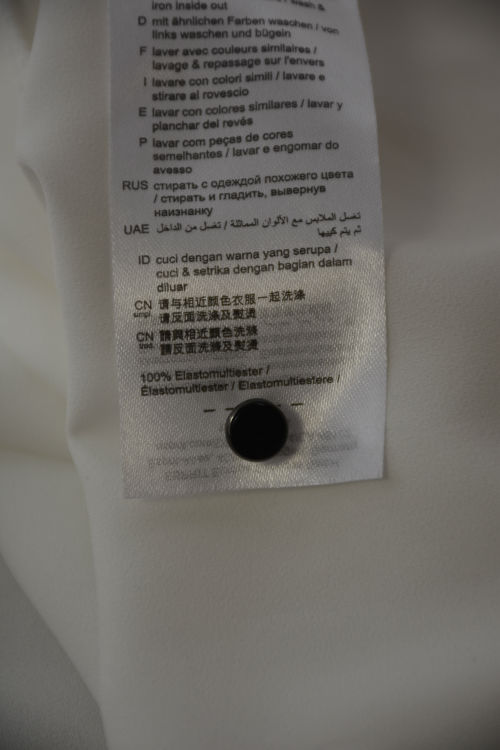 iron inside out
D mit ähnlichen Farben waschen / von
links waschen und bügeln
F laver avec couleurs similaires /
lavage & repassage sur l'envers
I lavare con colori simili / lavare e
stirare al rovescio
E lavar con colores similares / lavar y
planchar del revés
P lavar com peças de cores
semelhantes / lavar e engomar do
avesso
RUS стирать с одеждой похожего цвета
/ стирать и гладить, вывернув
наизнанку
UAE تغسل الملابس مع الألوان المماثلة / تغسل من الداخل
ثم يتم كييها
ID cuci dengan warna yang serupa /
cuci & setrika dengan bagian dalam
diluar
CN 请与相近颜色衣服一起洗涤
simpl. 请反面洗涤及熨烫
CN 請與相近顏色洗滌
trad. 請反面洗滌及熨燙
100% Elastomultiester /
Élastomultiester / Elastomultiestere /